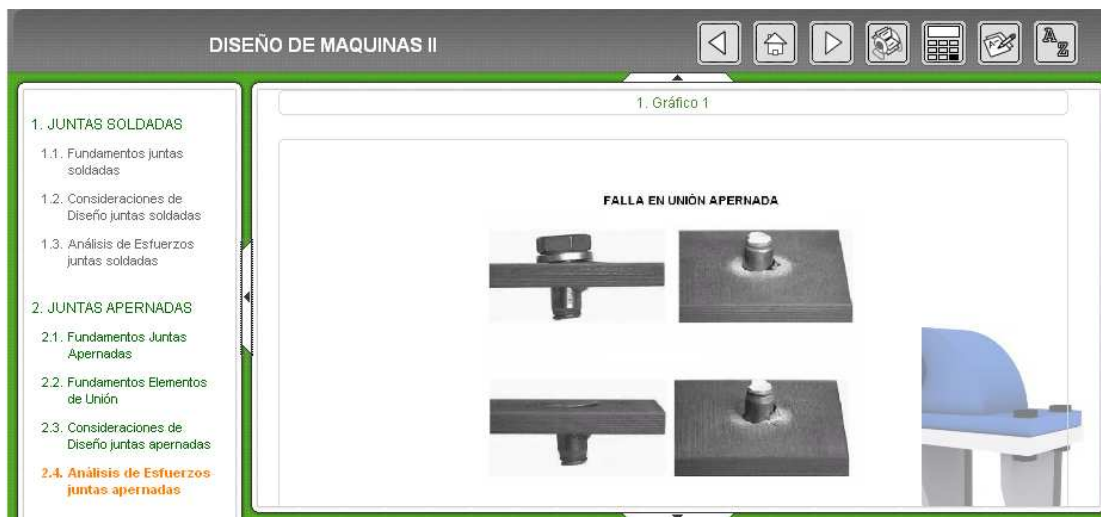 DISEÑO DE MAQUINAS II
A
Z
1. Gráfico 1
1. JUNTAS SOLDADAS
1.1. Fundamentos juntas
soldadas
1.2. Consideraciones de
Diseño juntas soldadas
1.3. Análisis de Esfuerzos
juntas soldadas
2. JUNTAS APERNADAS
2.1. Fundamentos Juntas
Apernadas
2.2. Fundamentos Elementos
de Unión
2.3. Consideraciones de
Diseño juntas apernadas
2.4. Análisis de Esfuerzos
juntas apernadas
FALLA EN UNIÓN APERNADA